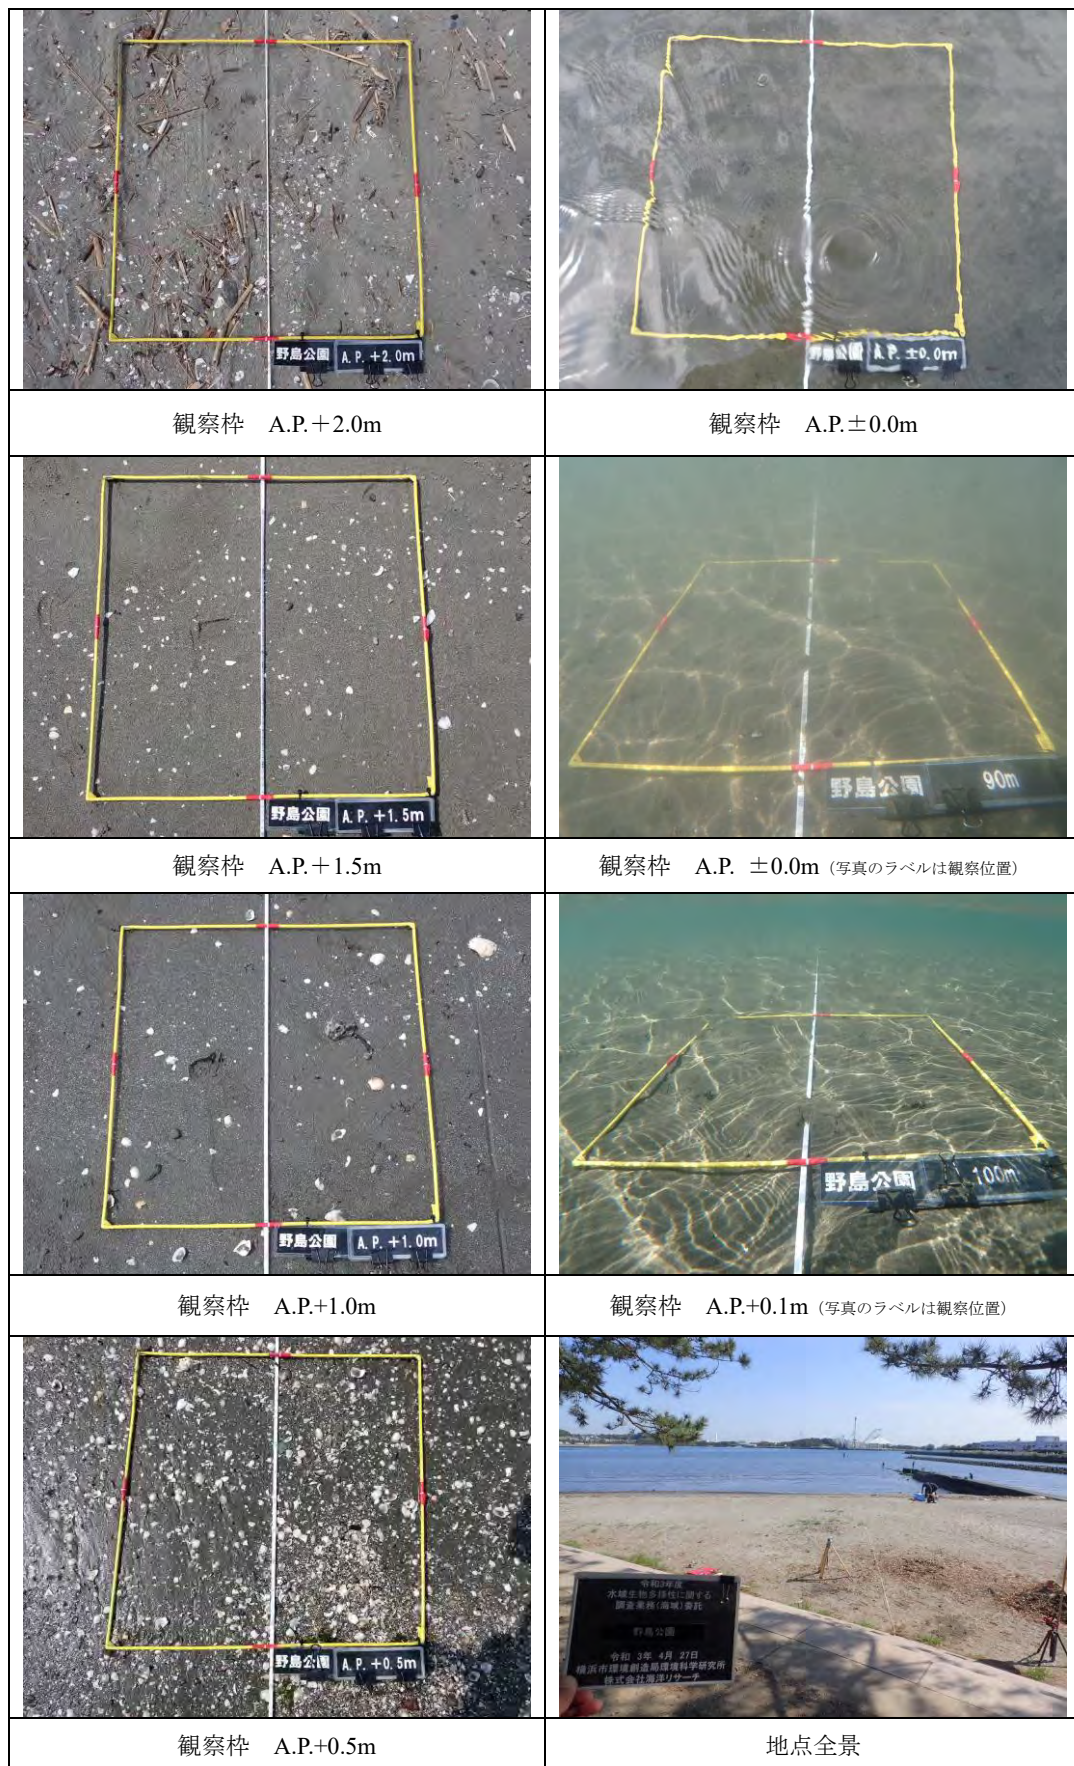 野島公園 A.P.+2.0m
野島公園 A.P.±0.0m
観察枠 A.P.＋2.0m
観察枠 A.P.±0.0m
野島公園 A.P.+1.5m
野島公園 90m
観察枠 A.P.＋1.5m
観察枠 A.P. ±0.0m（写真のラベルは観察位置）
野島公園 A.P.+1.0m
野島公園 100m
観察枠 A.P.+1.0m
観察枠 A.P.+0.1m（写真のラベルは観察位置）
野島公園 A.P.+0.5m
令和3年度
水域生物多様性に関する
調査業務(海域)委託
野島公園
令和 3年 4月 27日
横浜市環境創造局環境科学研究所
株式会社海洋リサーチ
観察枠 A.P.+0.5m
地点全景